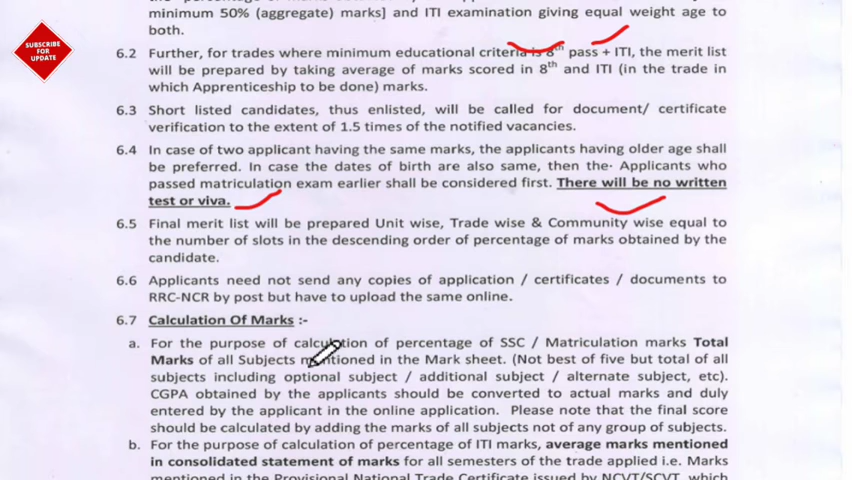 minimum 50% (aggregate) marks] and ITI examination giving equal weight age to
both.
SUBSCRIBE
FOR
UPDATE
6.2 Further, for trades where minimum educational criteria is 8th pass + ITI, the merit list
will be prepared by taking average of marks scored in 8th and ITI (in the trade in
which Apprenticeship to be done) marks.
6.3 Short listed candidates, thus enlisted, will be called for document/ certificate
verification to the extent of 1.5 times of the notified vacancies.
6.4 In case of two applicant having the same marks, the applicants having older age shall
be preferred. In case the dates of birth are also same, then the Applicants who
passed matriculation exam earlier shall be considered first. There will be no written
test or viva.
6.5 Final merit list will be prepared Unit wise, Trade wise & Community wise equal to
the number of slots in the descending order of percentage of marks obtained by the
candidate.
6.6 Applicants need not send any copies of application / certificates / documents to
RRC-NCR by post but have to upload the same online.
6.7 Calculation Of Marks :-
a. For the purpose of calculation of percentage of SSC / Matriculation marks Total
Marks of all Subjects mentioned in the Mark sheet. (Not best of five but total of all
subjects including optional subject / additional subject / alternate subject, etc).
CGPA obtained by the applicants should be converted to actual marks and duly
entered by the applicant in the online application. Please note that the final score
should be calculated by adding the marks of all subjects not of any group of subjects.
b. For the purpose of calculation of percentage of ITI marks, average marks mentioned
in consolidated statement of marks for all semesters of the trade applied i.e. Marks
mentioned in the Provisional National Trade Certificate issued by NCVT/SCVT, which